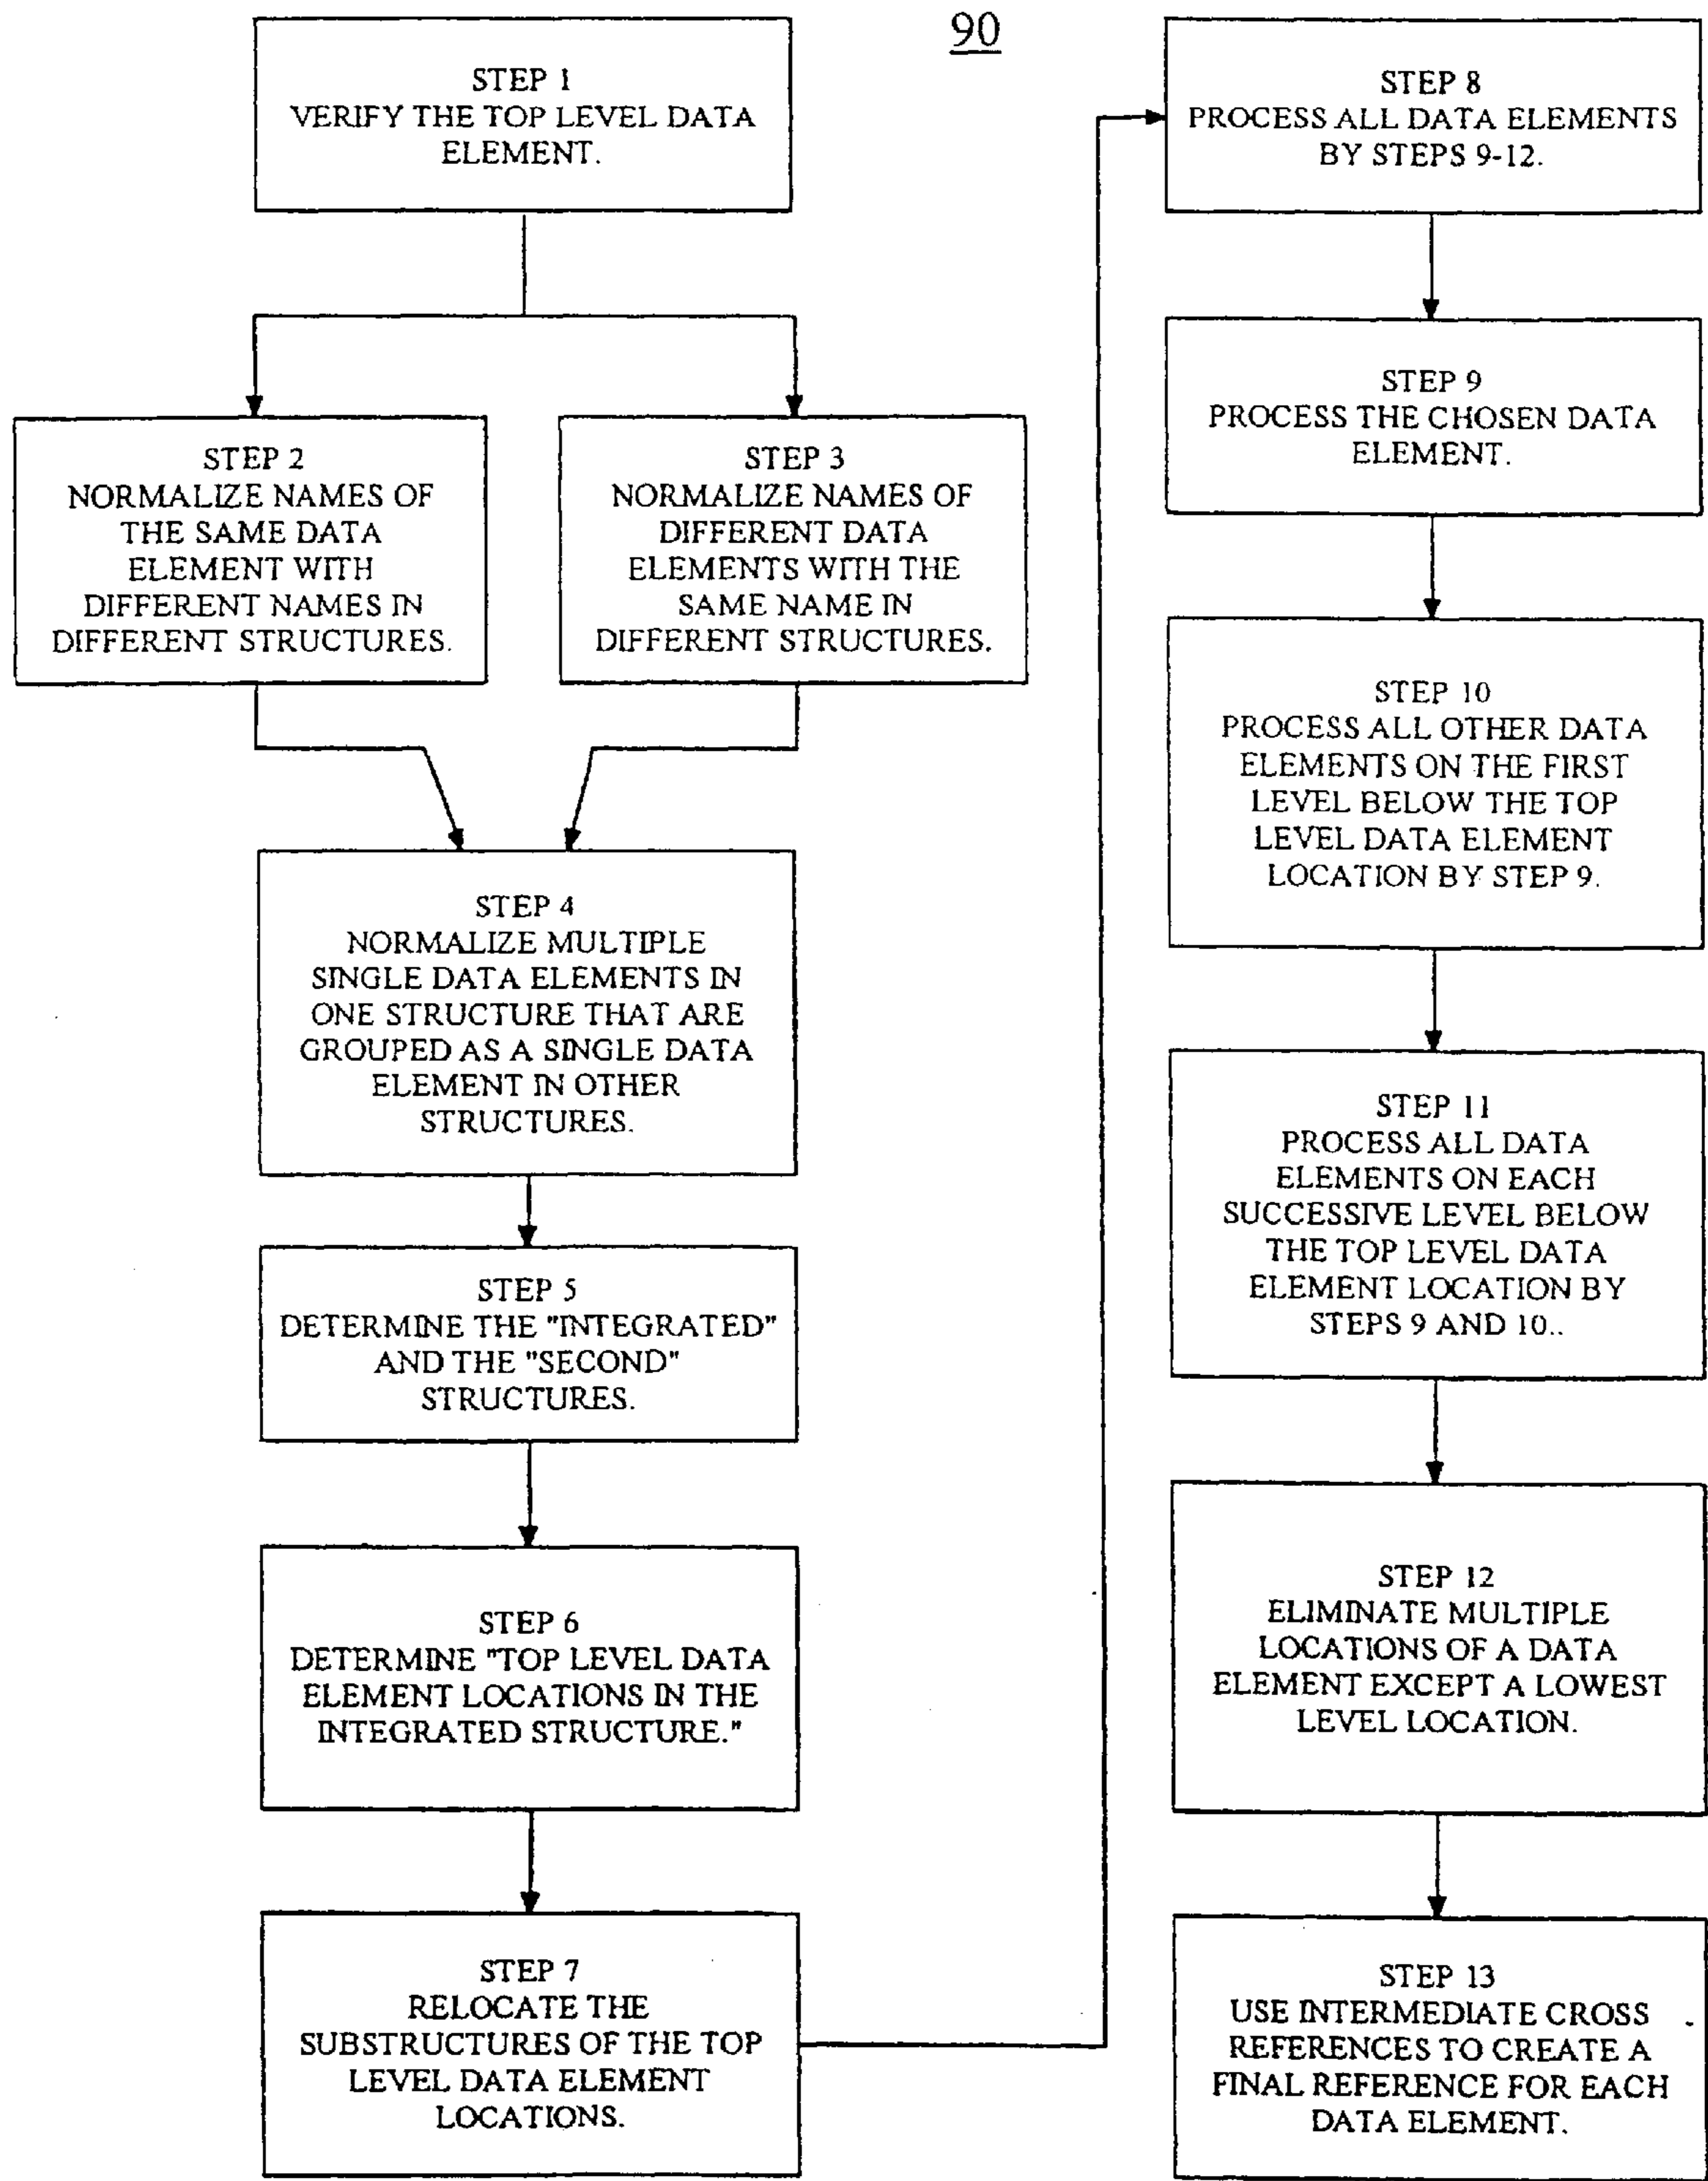 90
STEP 1
VERIFY THE TOP LEVEL DATA
ELEMENT.
STEP 2
NORMALIZE NAMES OF
THE SAME DATA
ELEMENT WITH
DIFFERENT NAMES IN
DIFFERENT STRUCTURES.
STEP 3
NORMALIZE NAMES OF
DIFFERENT DATA
ELEMENTS WITH THE
SAME NAME IN
DIFFERENT STRUCTURES.
STEP 4
NORMALIZE MULTIPLE
SINGLE DATA ELEMENTS IN
ONE STRUCTURE THAT ARE
GROUPED AS A SINGLE DATA
ELEMENT IN OTHER
STRUCTURES.
STEP 5
DETERMINE THE "INTEGRATED"
AND THE "SECOND"
STRUCTURES.
STEP 6
DETERMINE "TOP LEVEL DATA
ELEMENT LOCATIONS IN THE
INTEGRATED STRUCTURE."
STEP 7
RELOCATE THE
SUBSTRUCTURES OF THE TOP
LEVEL DATA ELEMENT
LOCATIONS.
STEP 8
PROCESS ALL DATA ELEMENTS
BY STEPS 9-12.
STEP 9
PROCESS THE CHOSEN DATA
ELEMENT.
STEP 10
PROCESS ALL OTHER DATA
ELEMENTS ON THE FIRST
LEVEL BELOW THE TOP
LEVEL DATA ELEMENT
LOCATION BY STEP 9.
STEP 11
PROCESS ALL DATA
ELEMENTS ON EACH
SUCCESSIVE LEVEL BELOW
THE TOP LEVEL DATA
ELEMENT LOCATION BY
STEPS 9 AND 10..
STEP 12
ELIMINATE MULTIPLE
LOCATIONS OF A DATA
ELEMENT EXCEPT A LOWEST
LEVEL LOCATION.
STEP 13
USE INTERMEDIATE CROSS
REFERENCES TO CREATE A
FINAL REFERENCE FOR EACH
DATA ELEMENT.